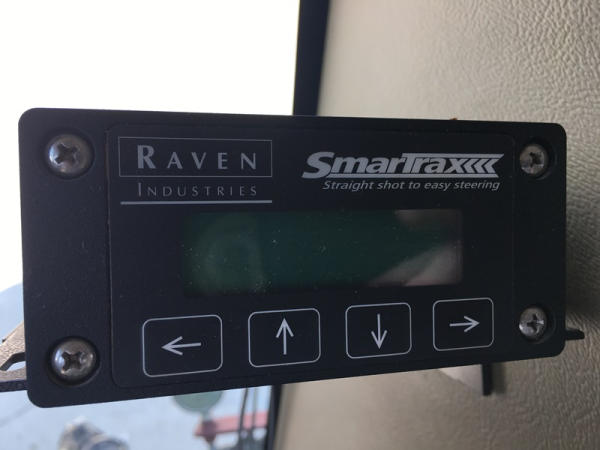 RAVEN
INDUSTRIES
SmarTrax
Straight shot to easy steering